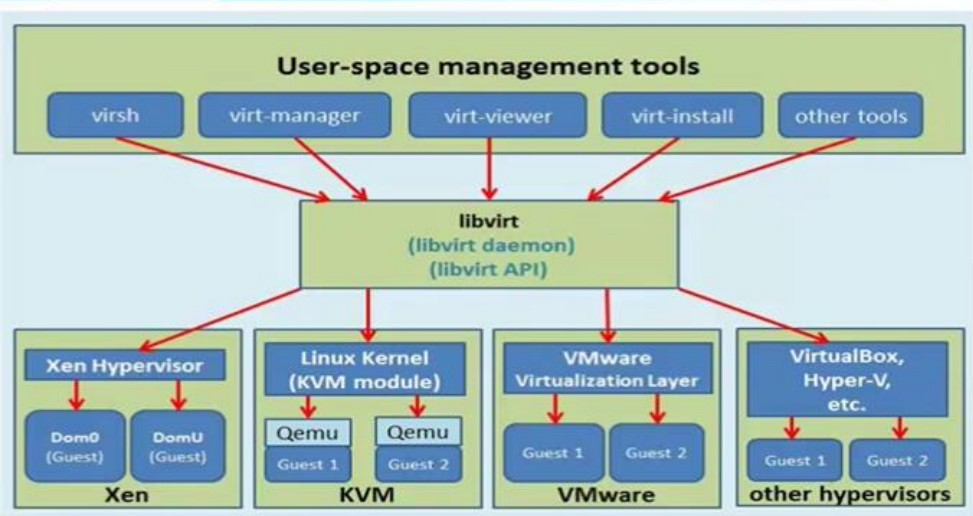 User-space management tools
virsh
virt-manager
virt-viewer
virt-install
other tools
libvirt
(libvirt daemon)
(libvirt API)
Xen Hypervisor
Dom0
(Guest)
DomU
(Guest)
Xen
Linux Kernel
(KVM module)
Qemu
Guest 1
Qemu
Guest 2
KVM
VMware
Virtualization Layer
Guest 1
Guest 2
VMware
VirtualBox,
Hyper-V,
etc.
Guest 1
Guest 2
other hypervisors